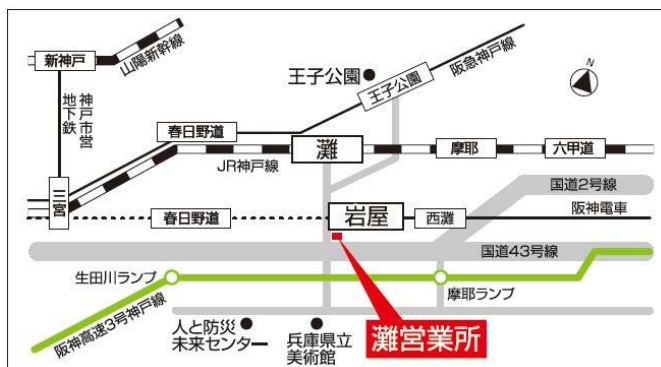 新神戸
山陽新幹線
王子公園
王子公園
阪急神戸線
N
神戸市営
地下鉄
春日野道
灘
摩耶
六甲道
JR神戸線
三宮
国道2号線
春日野道
岩屋
西灘
阪神電車
国道43号線
生田川ランプ
摩耶ランプ
阪神高速3号神戸線
人と防災
未来センター
兵庫県立
美術館
灘営業所